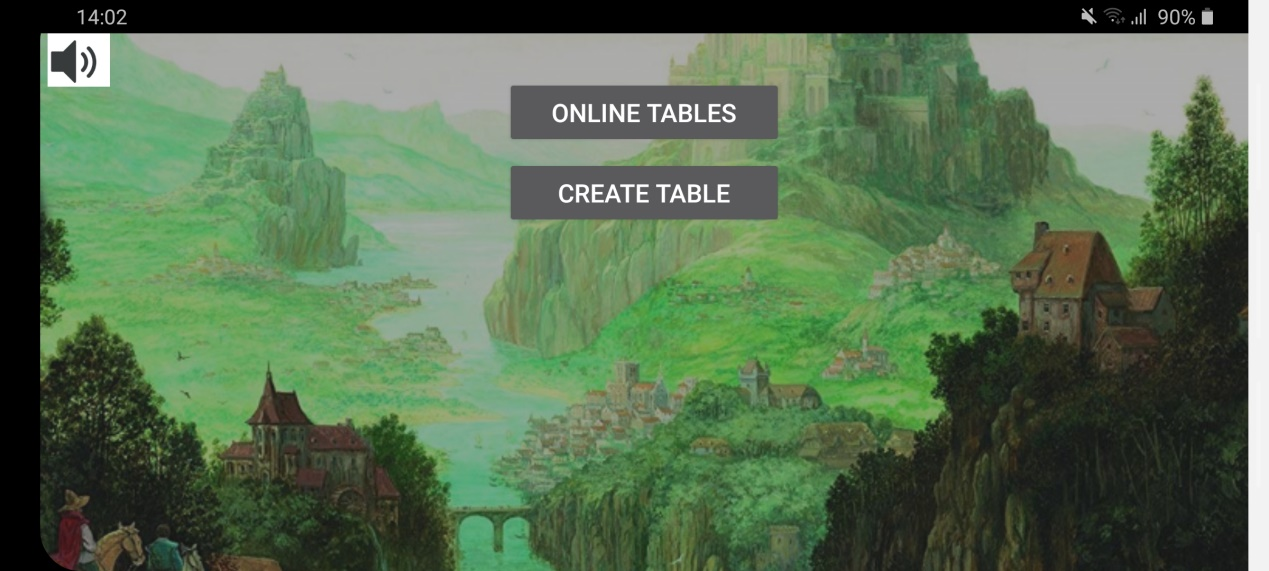 14:02
90%
ONLINE TABLES
CREATE TABLE